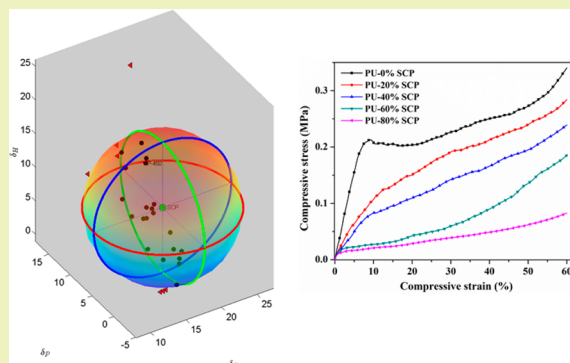 25
20
15
10
5
0
δH
15
10
5
0
-5
δP
10
15
20
25
SCP
PU-0% SCP
PU-20% SCP
PU-40% SCP
PU-60% SCP
PU-80% SCP
Compressive stress (MPa)
0.3
0.2
0.1
0.0
0 10 20 30 40 50 60
Compressive strain (%)